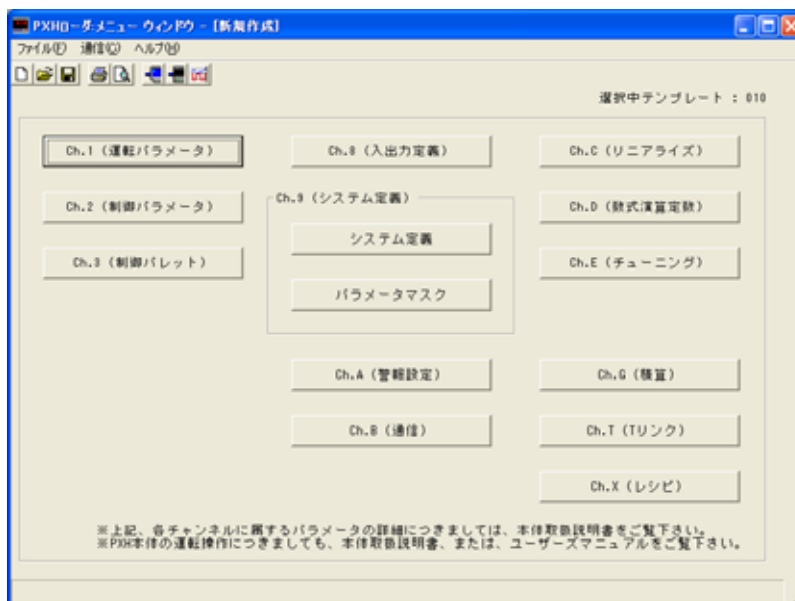 PXHローダ:メニュー ウィンドウ - [新規作成]
ファイル(F) 通信(C) ヘルプ(H)
選択中テンプレート : 010
Ch.1 (運転パラメータ)
Ch.2 (制御パラメータ)
Ch.3 (制御パレット)
Ch.8 (入出力定義)
Ch.9 (システム定義)
システム定義
パラメータマスク
Ch.A (警報設定)
Ch.B (通信)
Ch.C (リニアライズ)
Ch.D (数式演算定数)
Ch.E (チューニング)
Ch.G (積算)
Ch.T (Tリンク)
Ch.X (レシピ)
※上記、各チャンネルに属するパラメータの詳細につきましては、本体取扱説明書をご覧下さい。
※PXH本体の運転操作につきましても、本体取扱説明書、または、ユーザーズマニュアルをご覧下さい。